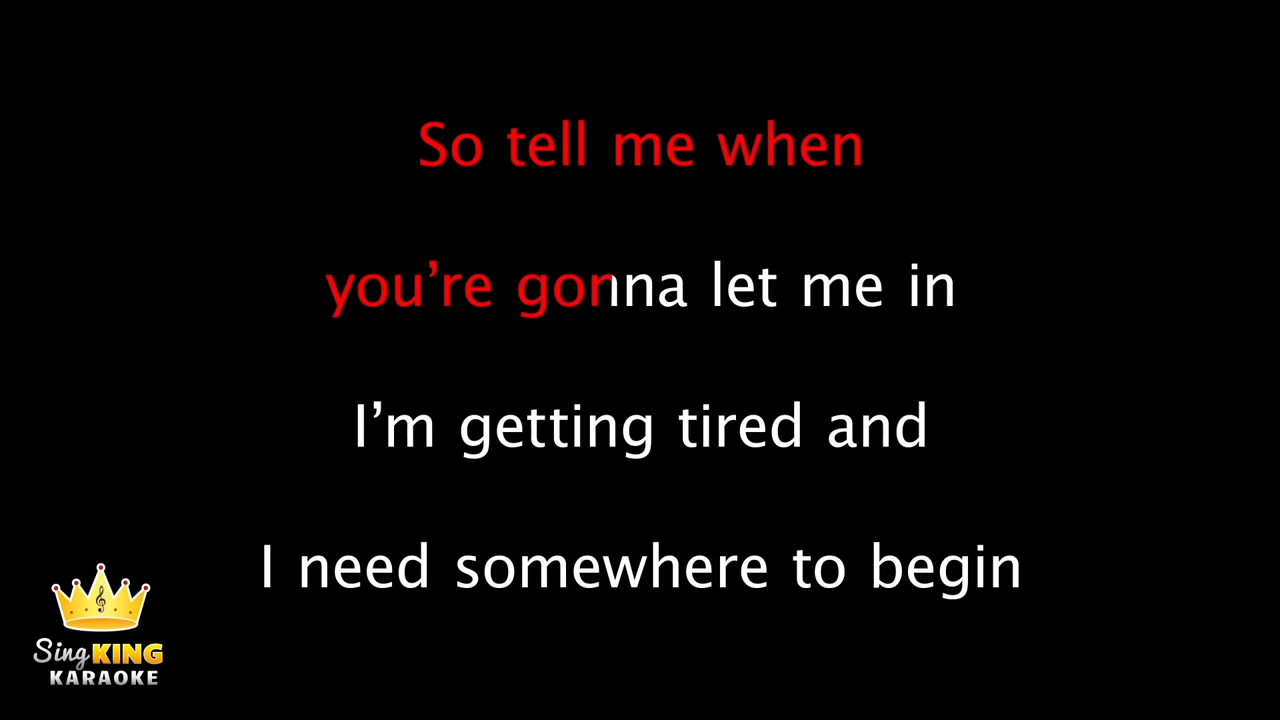 So tell me when
you’re gonna let me in
I’m getting tired and
I need somewhere to begin
Sing KING
KARAOKE